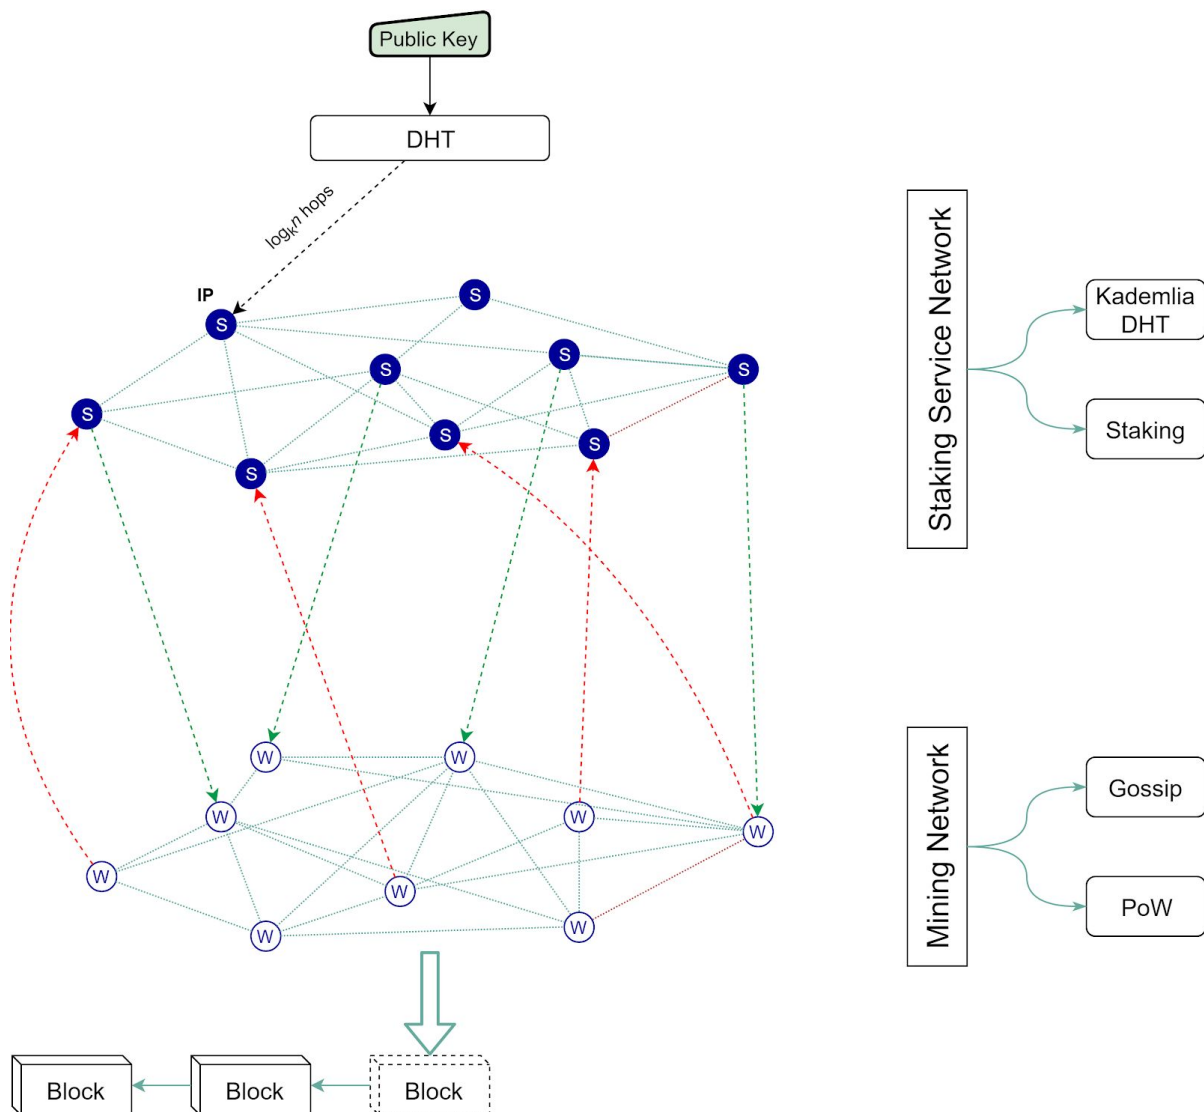 Public Key
DHT
logₖn hops
IP
S
S
S
S
S
S
S
S
S
Staking Service Network
Kademlia
DHT
Staking
W
W
W
W
W
W
W
W
W
Mining Network
Gossip
PoW
Block
Block
Block